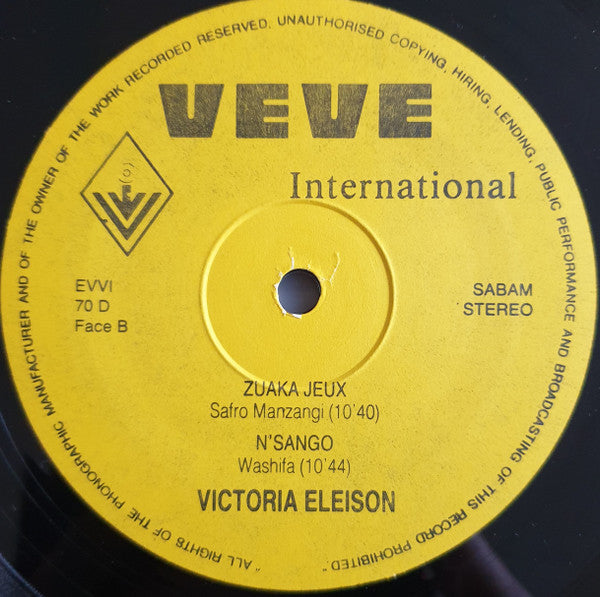 "ALL RIGHTS OF THE PHONOGRAPHIC MANUFACTURER AND OF THE OWNER OF THE WORK RECORDED RESERVED, UNAUTHORISED COPYING, HIRING, LENDING, PUBLIC PERFORMANCE AND BROADCASTING OF THIS RECORD PROHIBITED"
VEVE
International
EVVI
70 D
Face B
SABAM
STEREO
ZUAKA JEUX
Safro Manzangi (10'40)
N'SANGO
Washifa (10'44)
VICTORIA ELEISON